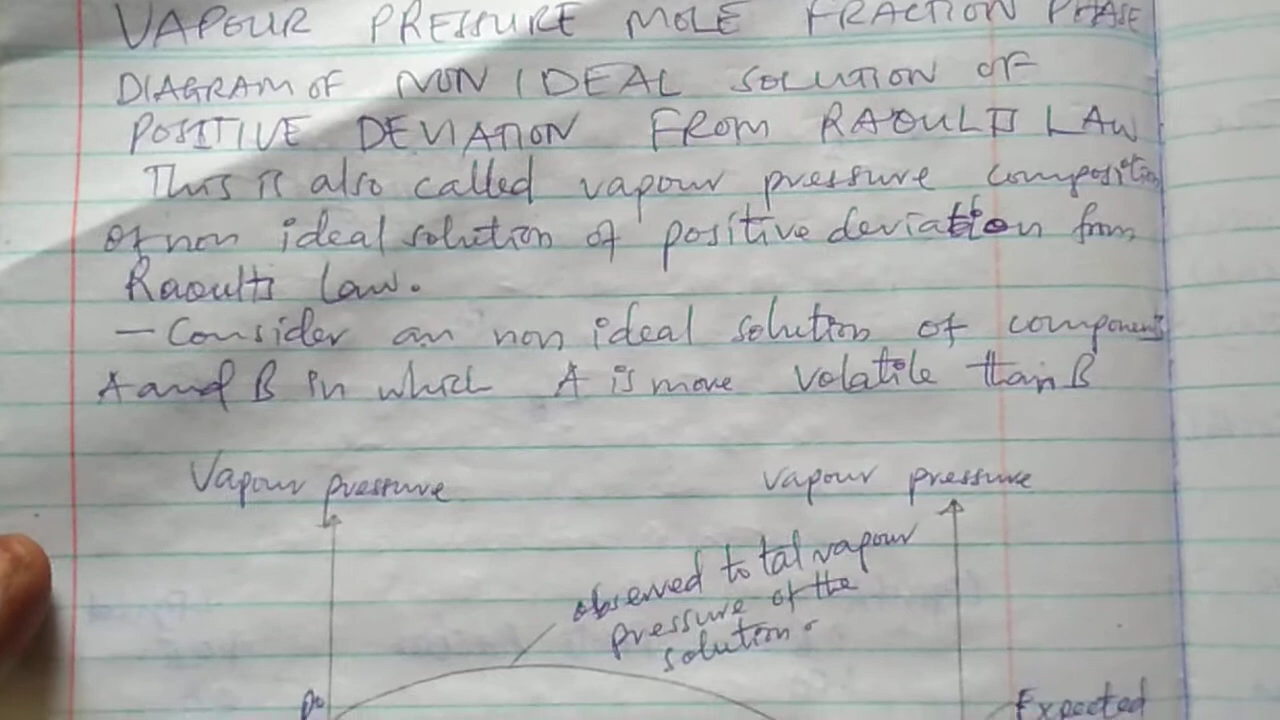 VAPOUR PRESSURE MOLE FRACTION PHASE
DIAGRAM OF NON IDEAL SOLUTION OF
POSITIVE DEVIATION FROM RAOULTS LAW
This is also called vapour pressure composition
of non ideal solution of positive deviation from
Raoults law.
— Consider an non ideal solution of components
A and B in which A is more volatile than B
Vapour pressure
Vapour pressure
observed total vapour
pressure of the
solution.
P°
Expected